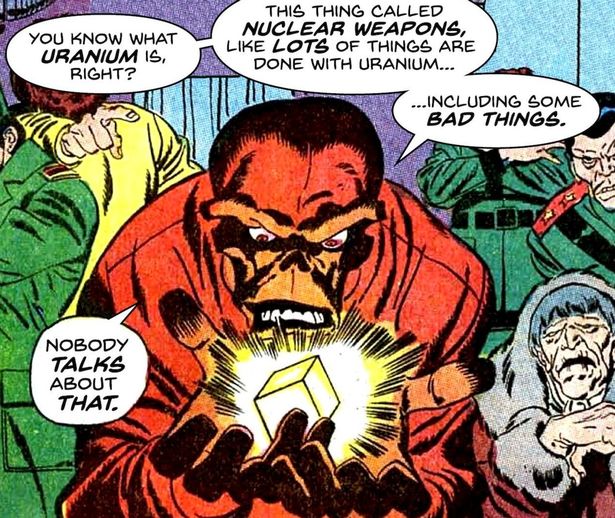 YOU KNOW WHAT
URANIUM IS,
RIGHT?
THIS THING CALLED
NUCLEAR WEAPONS,
LIKE LOTS OF THINGS ARE
DONE WITH URANIUM...
...INCLUDING SOME
BAD THINGS.
NOBODY
TALKS
ABOUT
THAT.